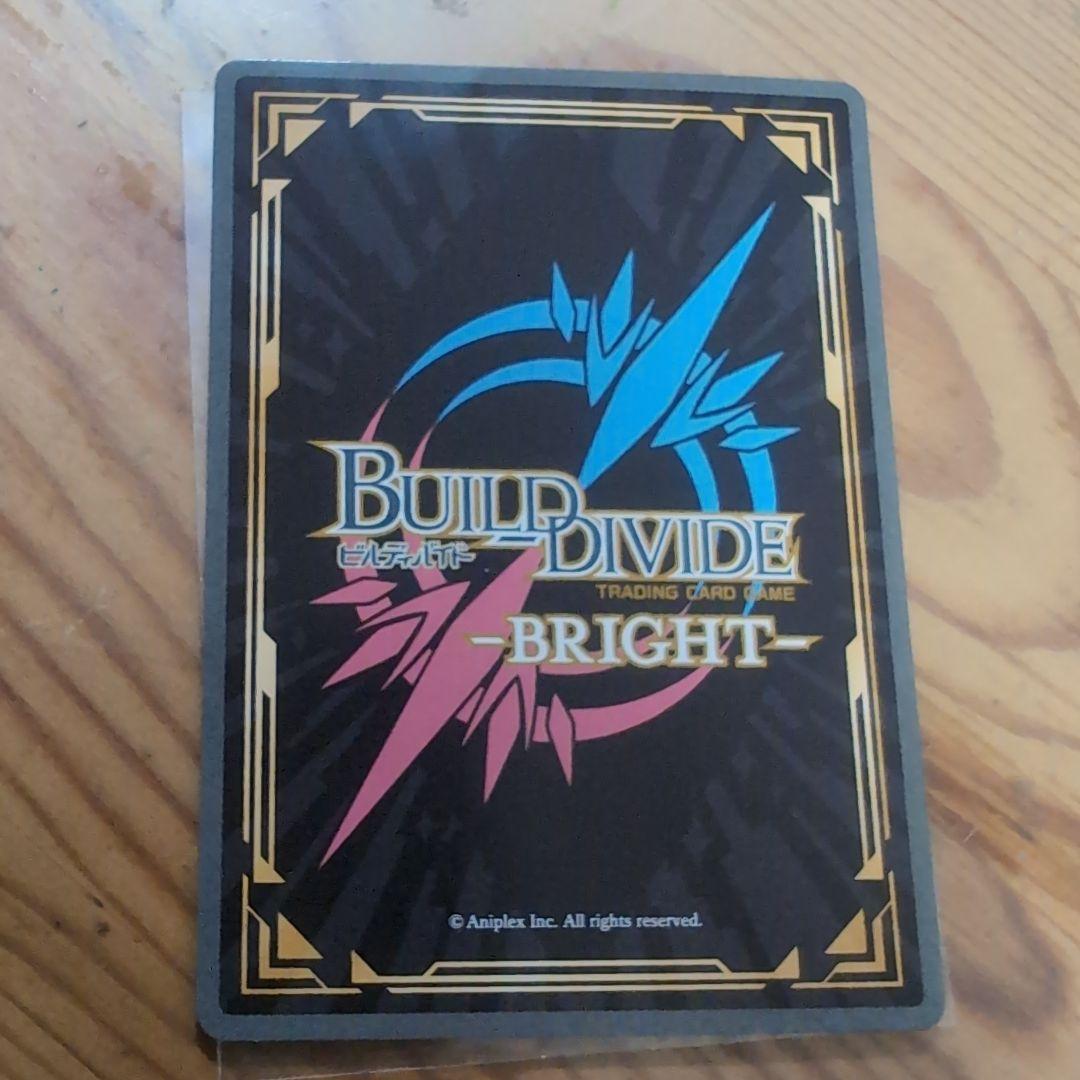 BUILD DIVIDE
ビルディバイド
TRADING CARD GAME
-BRIGHT-
© Aniplex Inc. All rights reserved.